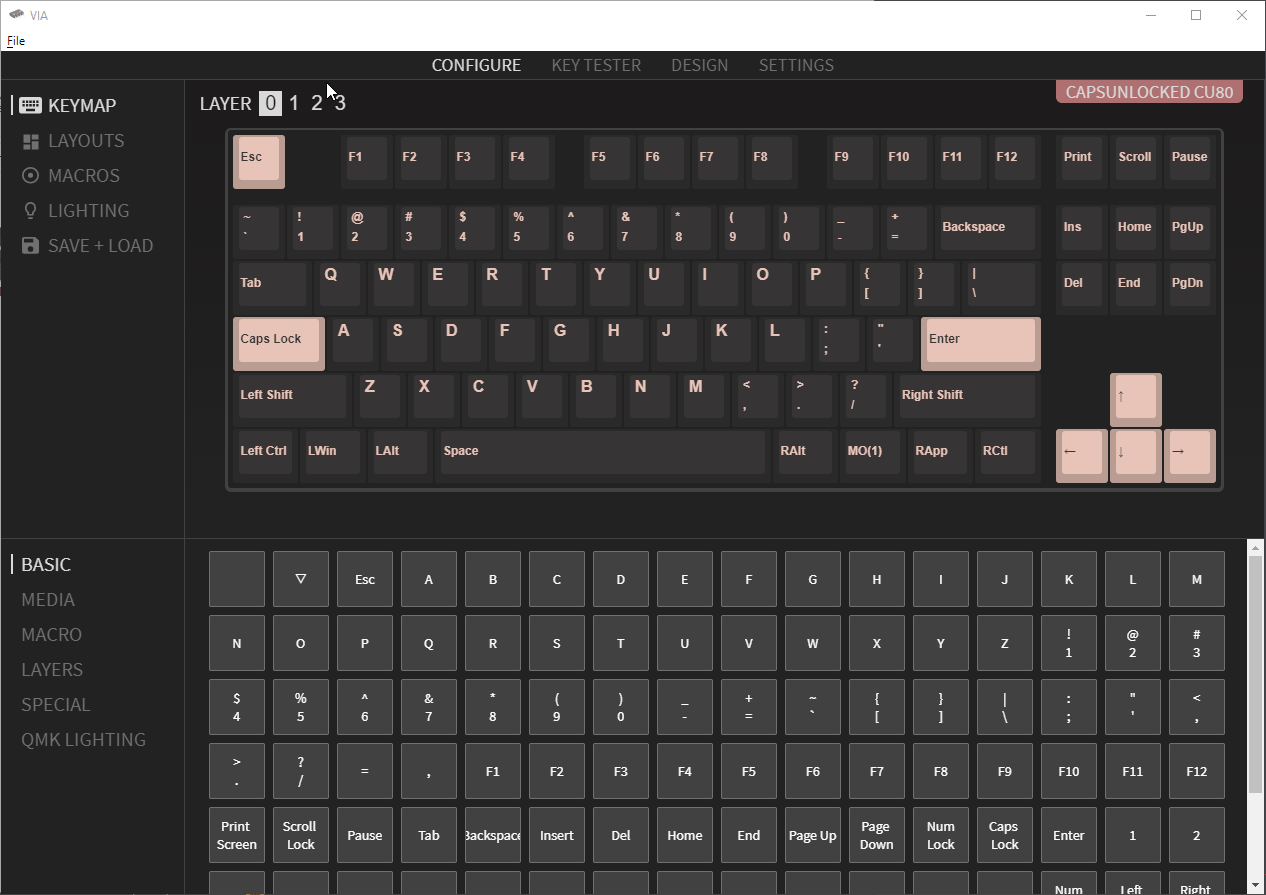 VIA
File
CONFIGURE KEY TESTER DESIGN SETTINGS
CAPSUNLOCKED CU80
KEYMAP
LAYOUTS
MACROS
LIGHTING
SAVE + LOAD
LAYER 0 1 2 3
Esc F1 F2 F3 F4 F5 F6 F7 F8 F9 F10 F11 F12 Print Scroll Pause
~ ! @ # $ % ^ & * ( ) _ +
` 1 2 3 4 5 6 7 8 9 0 - = Backspace Ins Home PgUp
Tab Q W E R T Y U I O P { } | Del End PgDn
[ ] \
Caps Lock A S D F G H J K L : " Enter
; '
Left Shift Z X C V B N M < > ? Right Shift ↑
, . /
Left Ctrl LWin LAlt Space RAlt MO(1) RApp RCtl ← ↓ →
BASIC
MEDIA
MACRO
LAYERS
SPECIAL
QMK LIGHTING
▽ Esc A B C D E F G H I J K L M
N O P Q R S T U V W X Y Z ! @ #
1 2 3
$ % ^ & * ( ) _ + ~ { } | : " <
4 5 6 7 8 9 0 - = ` [ ] \ ; ' ,
> ? = , F1 F2 F3 F4 F5 F6 F7 F8 F9 F10 F11 F12
. /
Print Screen Scroll Lock Pause Tab Backspace Insert Del Home End Page Up Page Down Num Lock Caps Lock Enter 1 2
Num Left Right